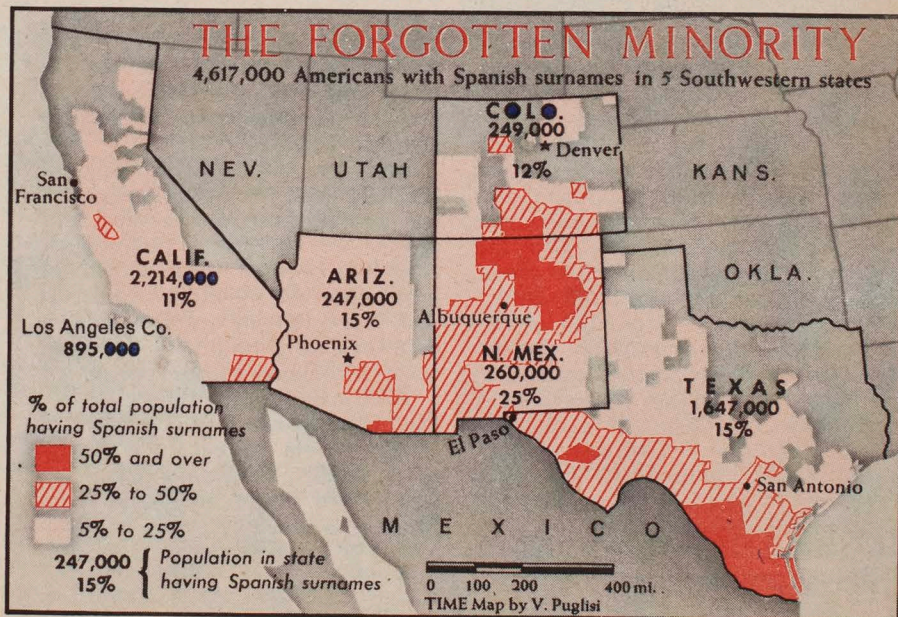 THE FORGOTTEN MINORITY
4,617,000 Americans with Spanish surnames in 5 Southwestern states
COLO.
249,000
12%
Denver
NEV.
UTAH
KANS.
San
Francisco
CALIF.
2,214,000
11%
ARIZ.
247,000
15%
OKLA.
Los Angeles Co.
895,000
Phoenix
Albuquerque
N. MEX.
260,000
25%
TEXAS
1,647,000
15%
El Paso
San Antonio
% of total population
having Spanish surnames
50% and over
25% to 50%
5% to 25%
247,000
15%
Population in state
having Spanish surnames
MEXICO
0 100 200 400 mi.
TIME Map by V. Puglisi